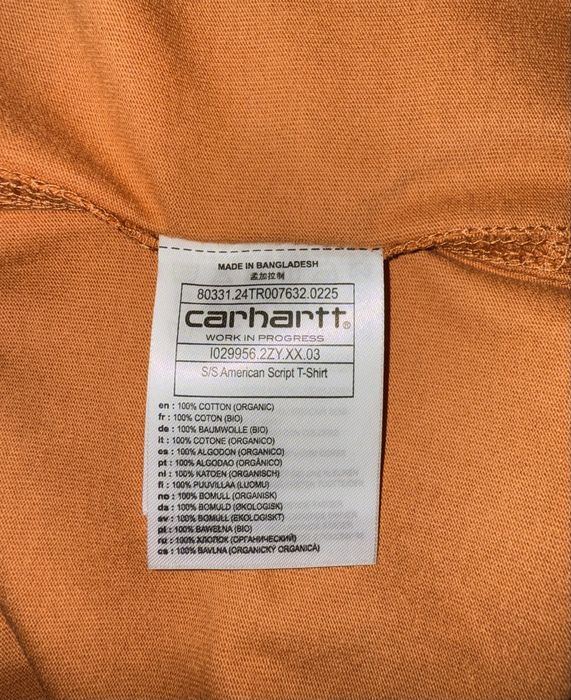 MADE IN BANGLADESH
孟加拉制
80331.24TR007632.0225
carhartt®
WORK IN PROGRESS
I029956.2ZY.XX.03
S/S American Script T-Shirt
en : 100% COTTON (ORGANIC)
fr : 100% COTON (BIO)
de : 100% BAUMWOLLE (BIO)
it : 100% COTONE (ORGANICO)
es : 100% ALGODON (ORGANICO)
pt : 100% ALGODAO (ORGÂNICO)
nl : 100% KATOEN (ORGANISCH)
fi : 100% PUUVILLAA (LUOMU)
no : 100% BOMULL (ORGANISK)
da : 100% BOMULD (ØKOLOGISK)
sv : 100% BOMULL (EKOLOGISKT)
pl : 100% BAWEŁNA (BIO)
ru : 100% ХЛОПОК (ОРГАНИЧЕСКИЙ)
cs : 100% BAVLNA (ORGANICKÝ ORGANICÁ)